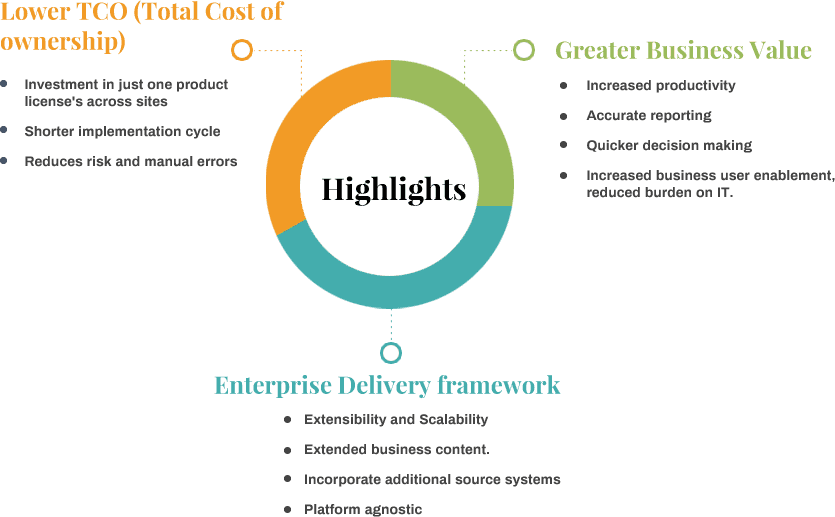 Lower TCO (Total Cost of
ownership)
Investment in just one product
license's across sites
Shorter implementation cycle
Reduces risk and manual errors
Greater Business Value
Increased productivity
Accurate reporting
Quicker decision making
Increased business user enablement,
reduced burden on IT.
Highlights
Enterprise Delivery framework
Extensibility and Scalability
Extended business content.
Incorporate additional source systems
Platform agnostic